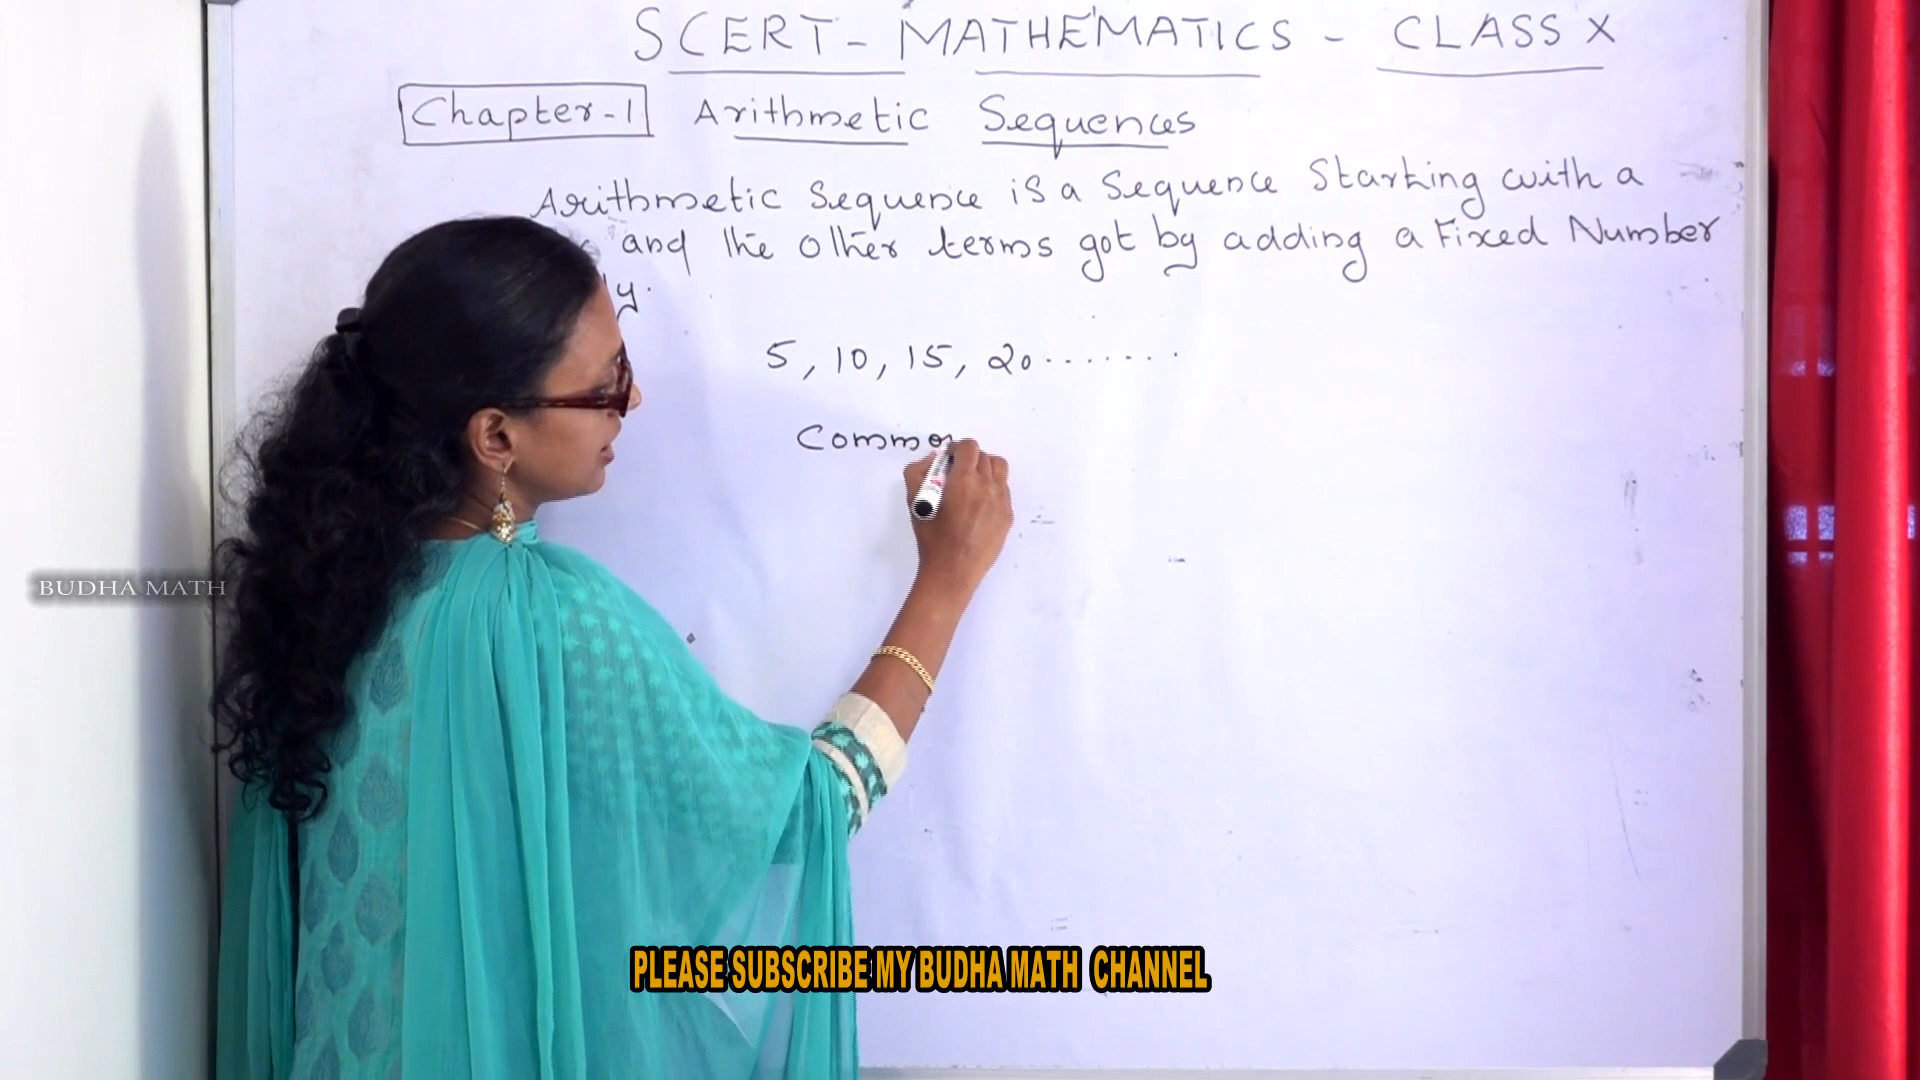 SCERT - MATHEMATICS - CLASS X
Chapter-1 Arithmetic Sequences
Arithmetic Sequence is a Sequence Starting with a
and the other terms got by adding a Fixed Number
5, 10, 15, 20.......
Common
BUDHA MATH
PLEASE SUBSCRIBE MY BUDHA MATH CHANNEL